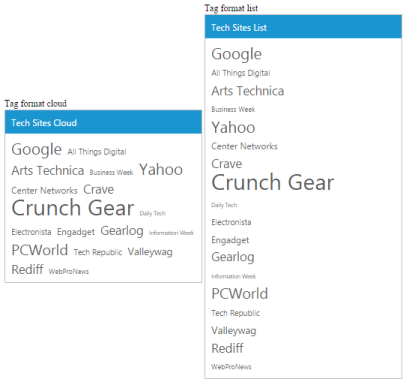 Tag format cloud
Tech Sites Cloud
Google All Things Digital
Arts Technica Business Week Yahoo
Center Networks Crave
Crunch Gear Daily Tech
Electronista Engadget Gearlog Information Week
PCWorld Tech Republic Valleywag
Rediff WebProNews
Tag format list
Tech Sites List
Google
All Things Digital
Arts Technica
Business Week
Yahoo
Center Networks
Crave
Crunch Gear
Daily Tech
Electronista
Engadget
Gearlog
Information Week
PCWorld
Tech Republic
Valleywag
Rediff
WebProNews